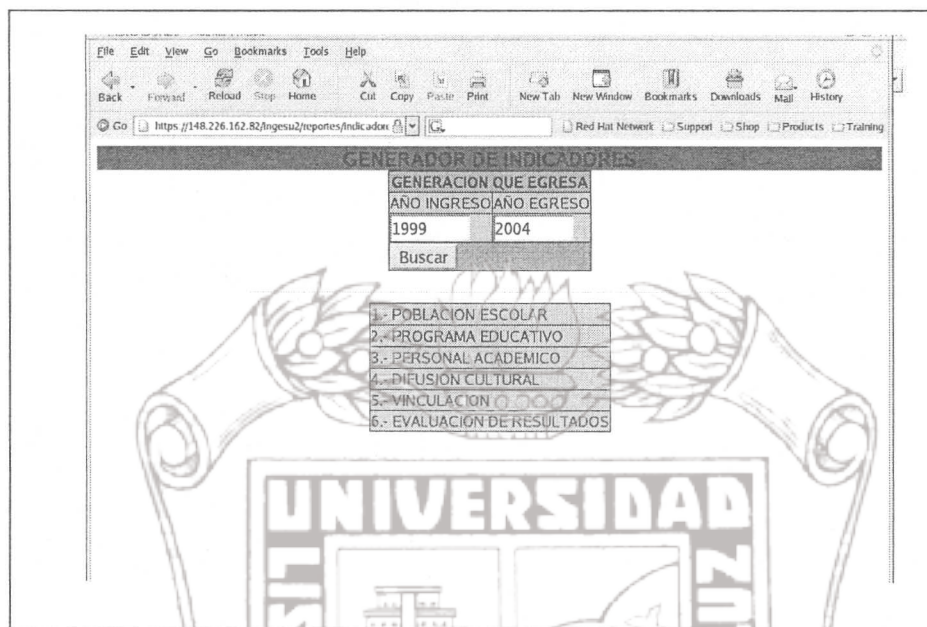 File Edit View Go Bookmarks Tools Help
Back Forward Reload Stop Home Cut Copy Paste Print New Tab New Window Bookmarks Downloads Mail History
Go https://148.226.162.82/Ingesu2/reportes/indicadore G, Red Hat Network Support Shop Products Training
GENERADOR DE INDICADORES
GENERACION QUE EGRESA
AÑO INGRESO AÑO EGRESO
1999 2004
Buscar
1.- POBLACION ESCOLAR
2.- PROGRAMA EDUCATIVO
3.- PERSONAL ACADEMICO
4.- DIFUSION CULTURAL
5.- VINCULACION
6.- EVALUACION DE RESULTADOS
UNIVERSIDAD